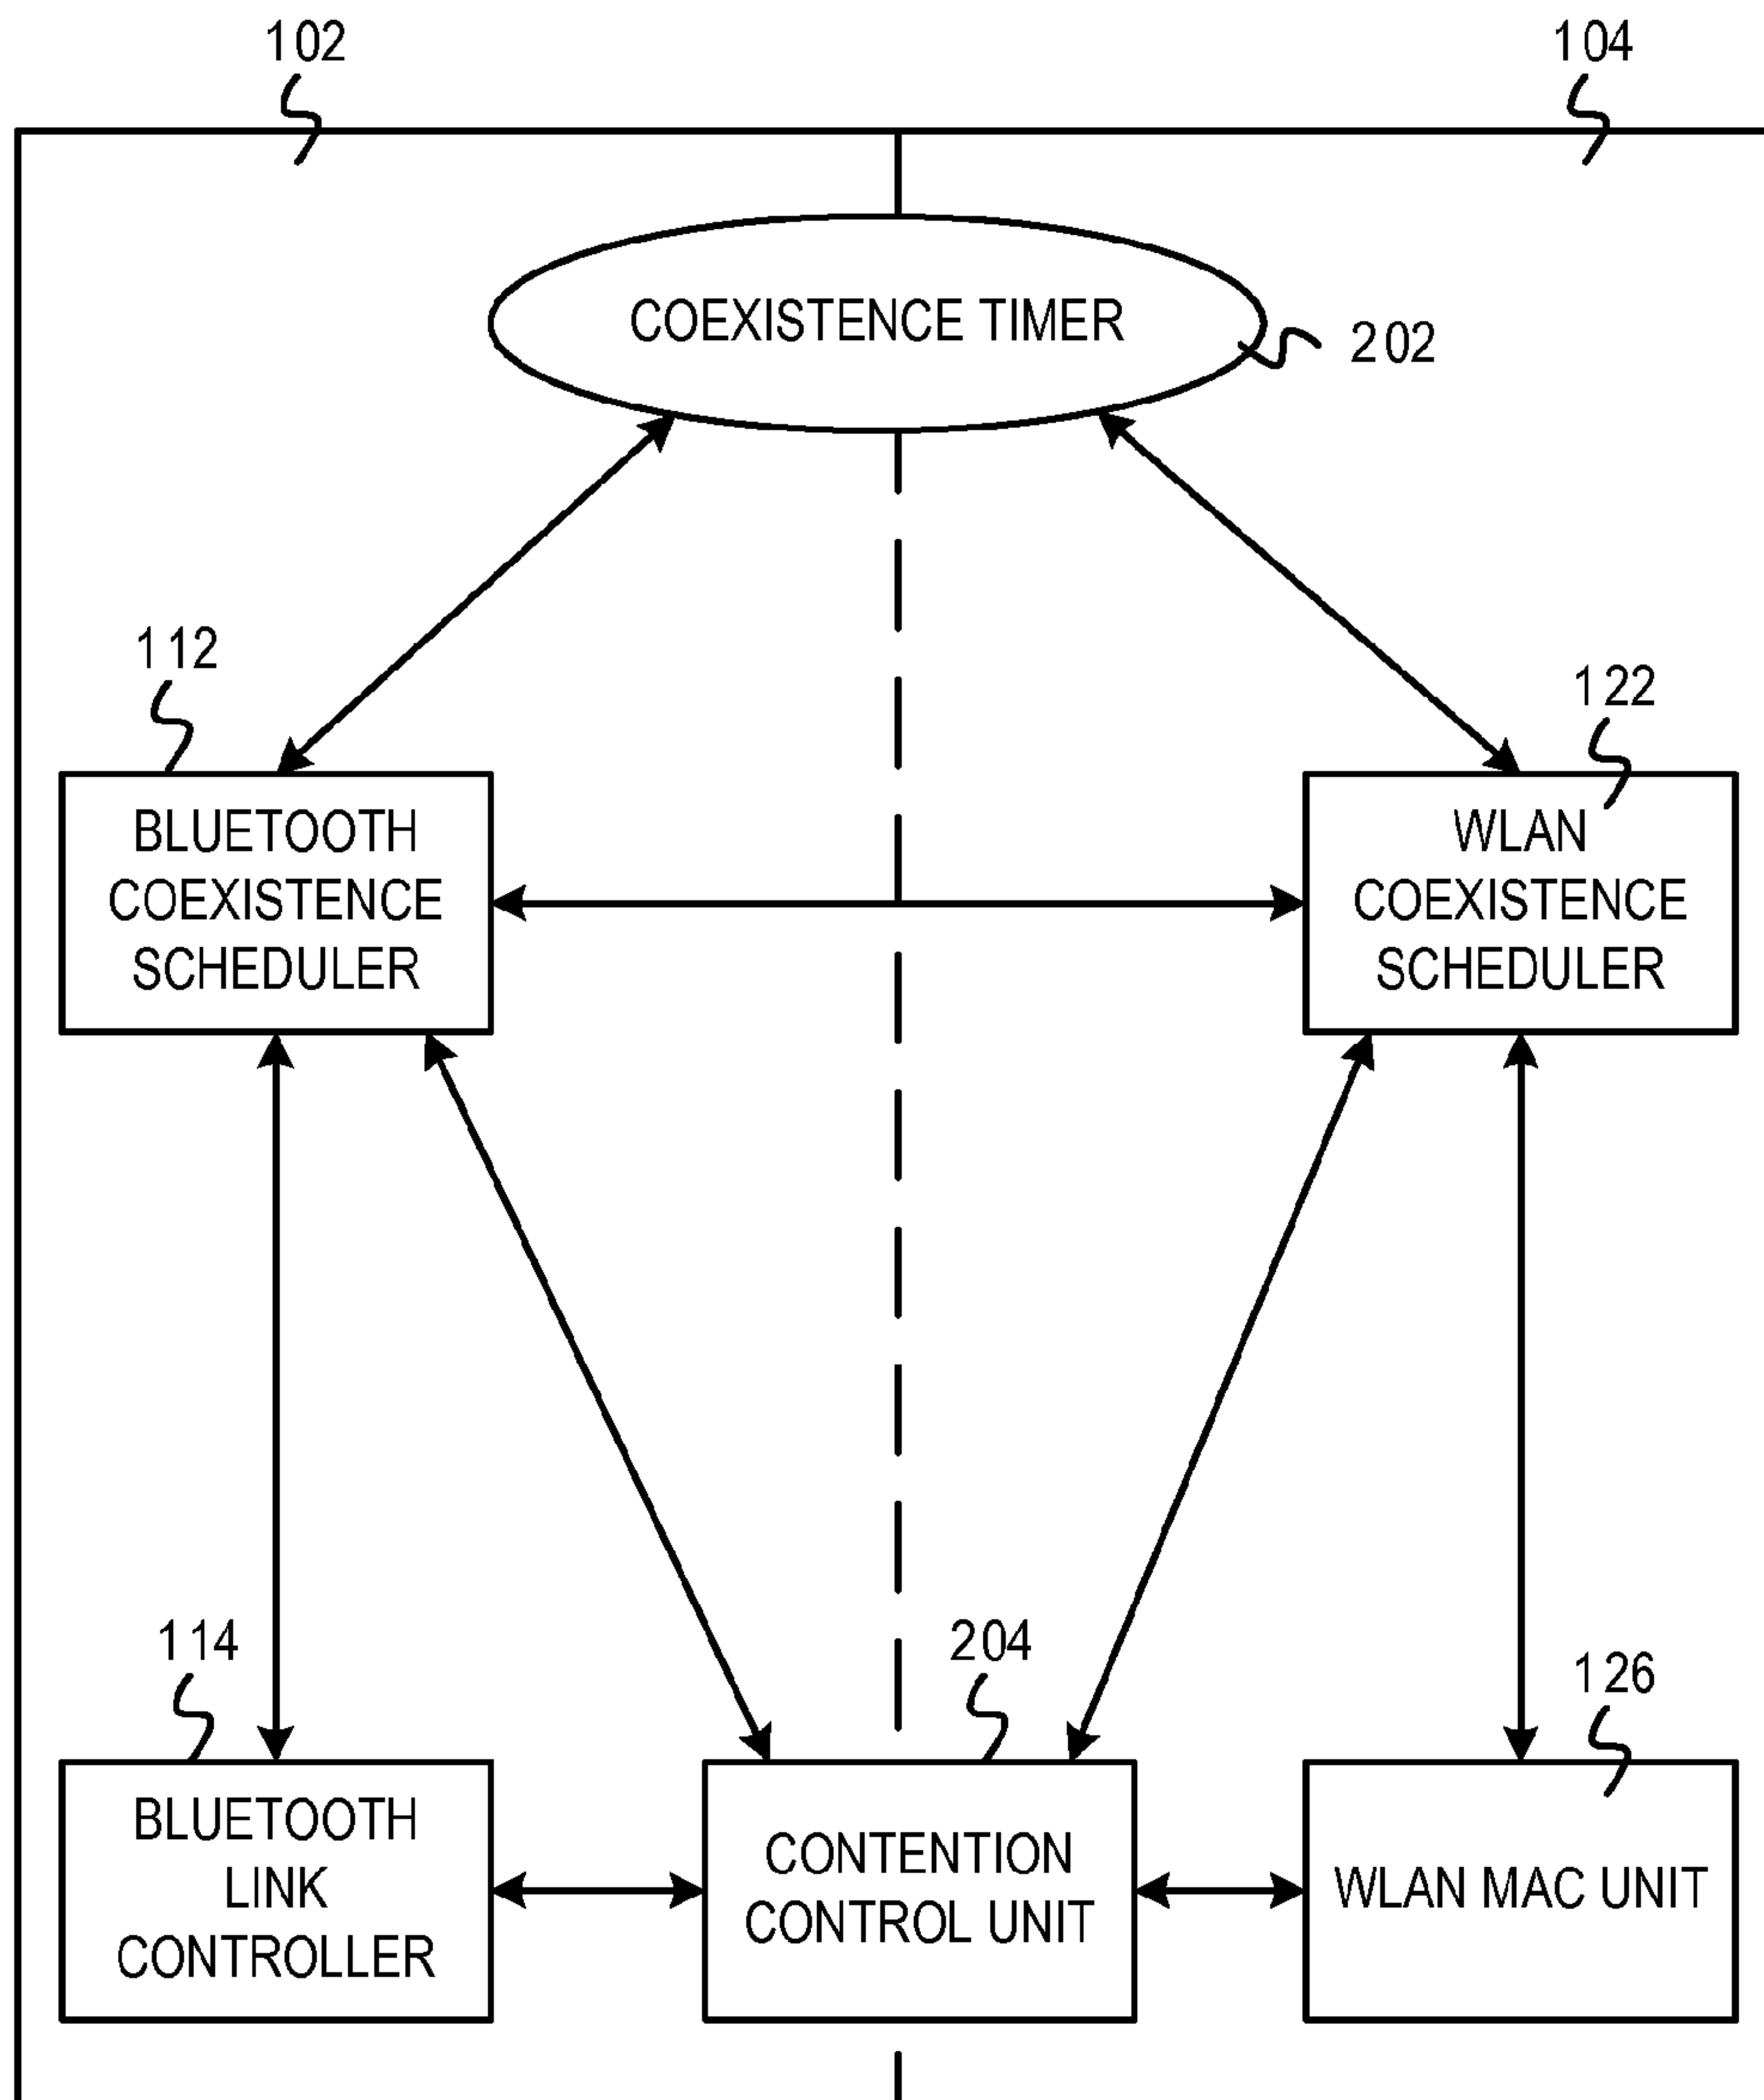 102
104
COEXISTENCE TIMER
202
112
122
BLUETOOTH
COEXISTENCE
SCHEDULER
WLAN
COEXISTENCE
SCHEDULER
114
204
126
BLUETOOTH
LINK
CONTROLLER
CONTENTION
CONTROL UNIT
WLAN MAC UNIT